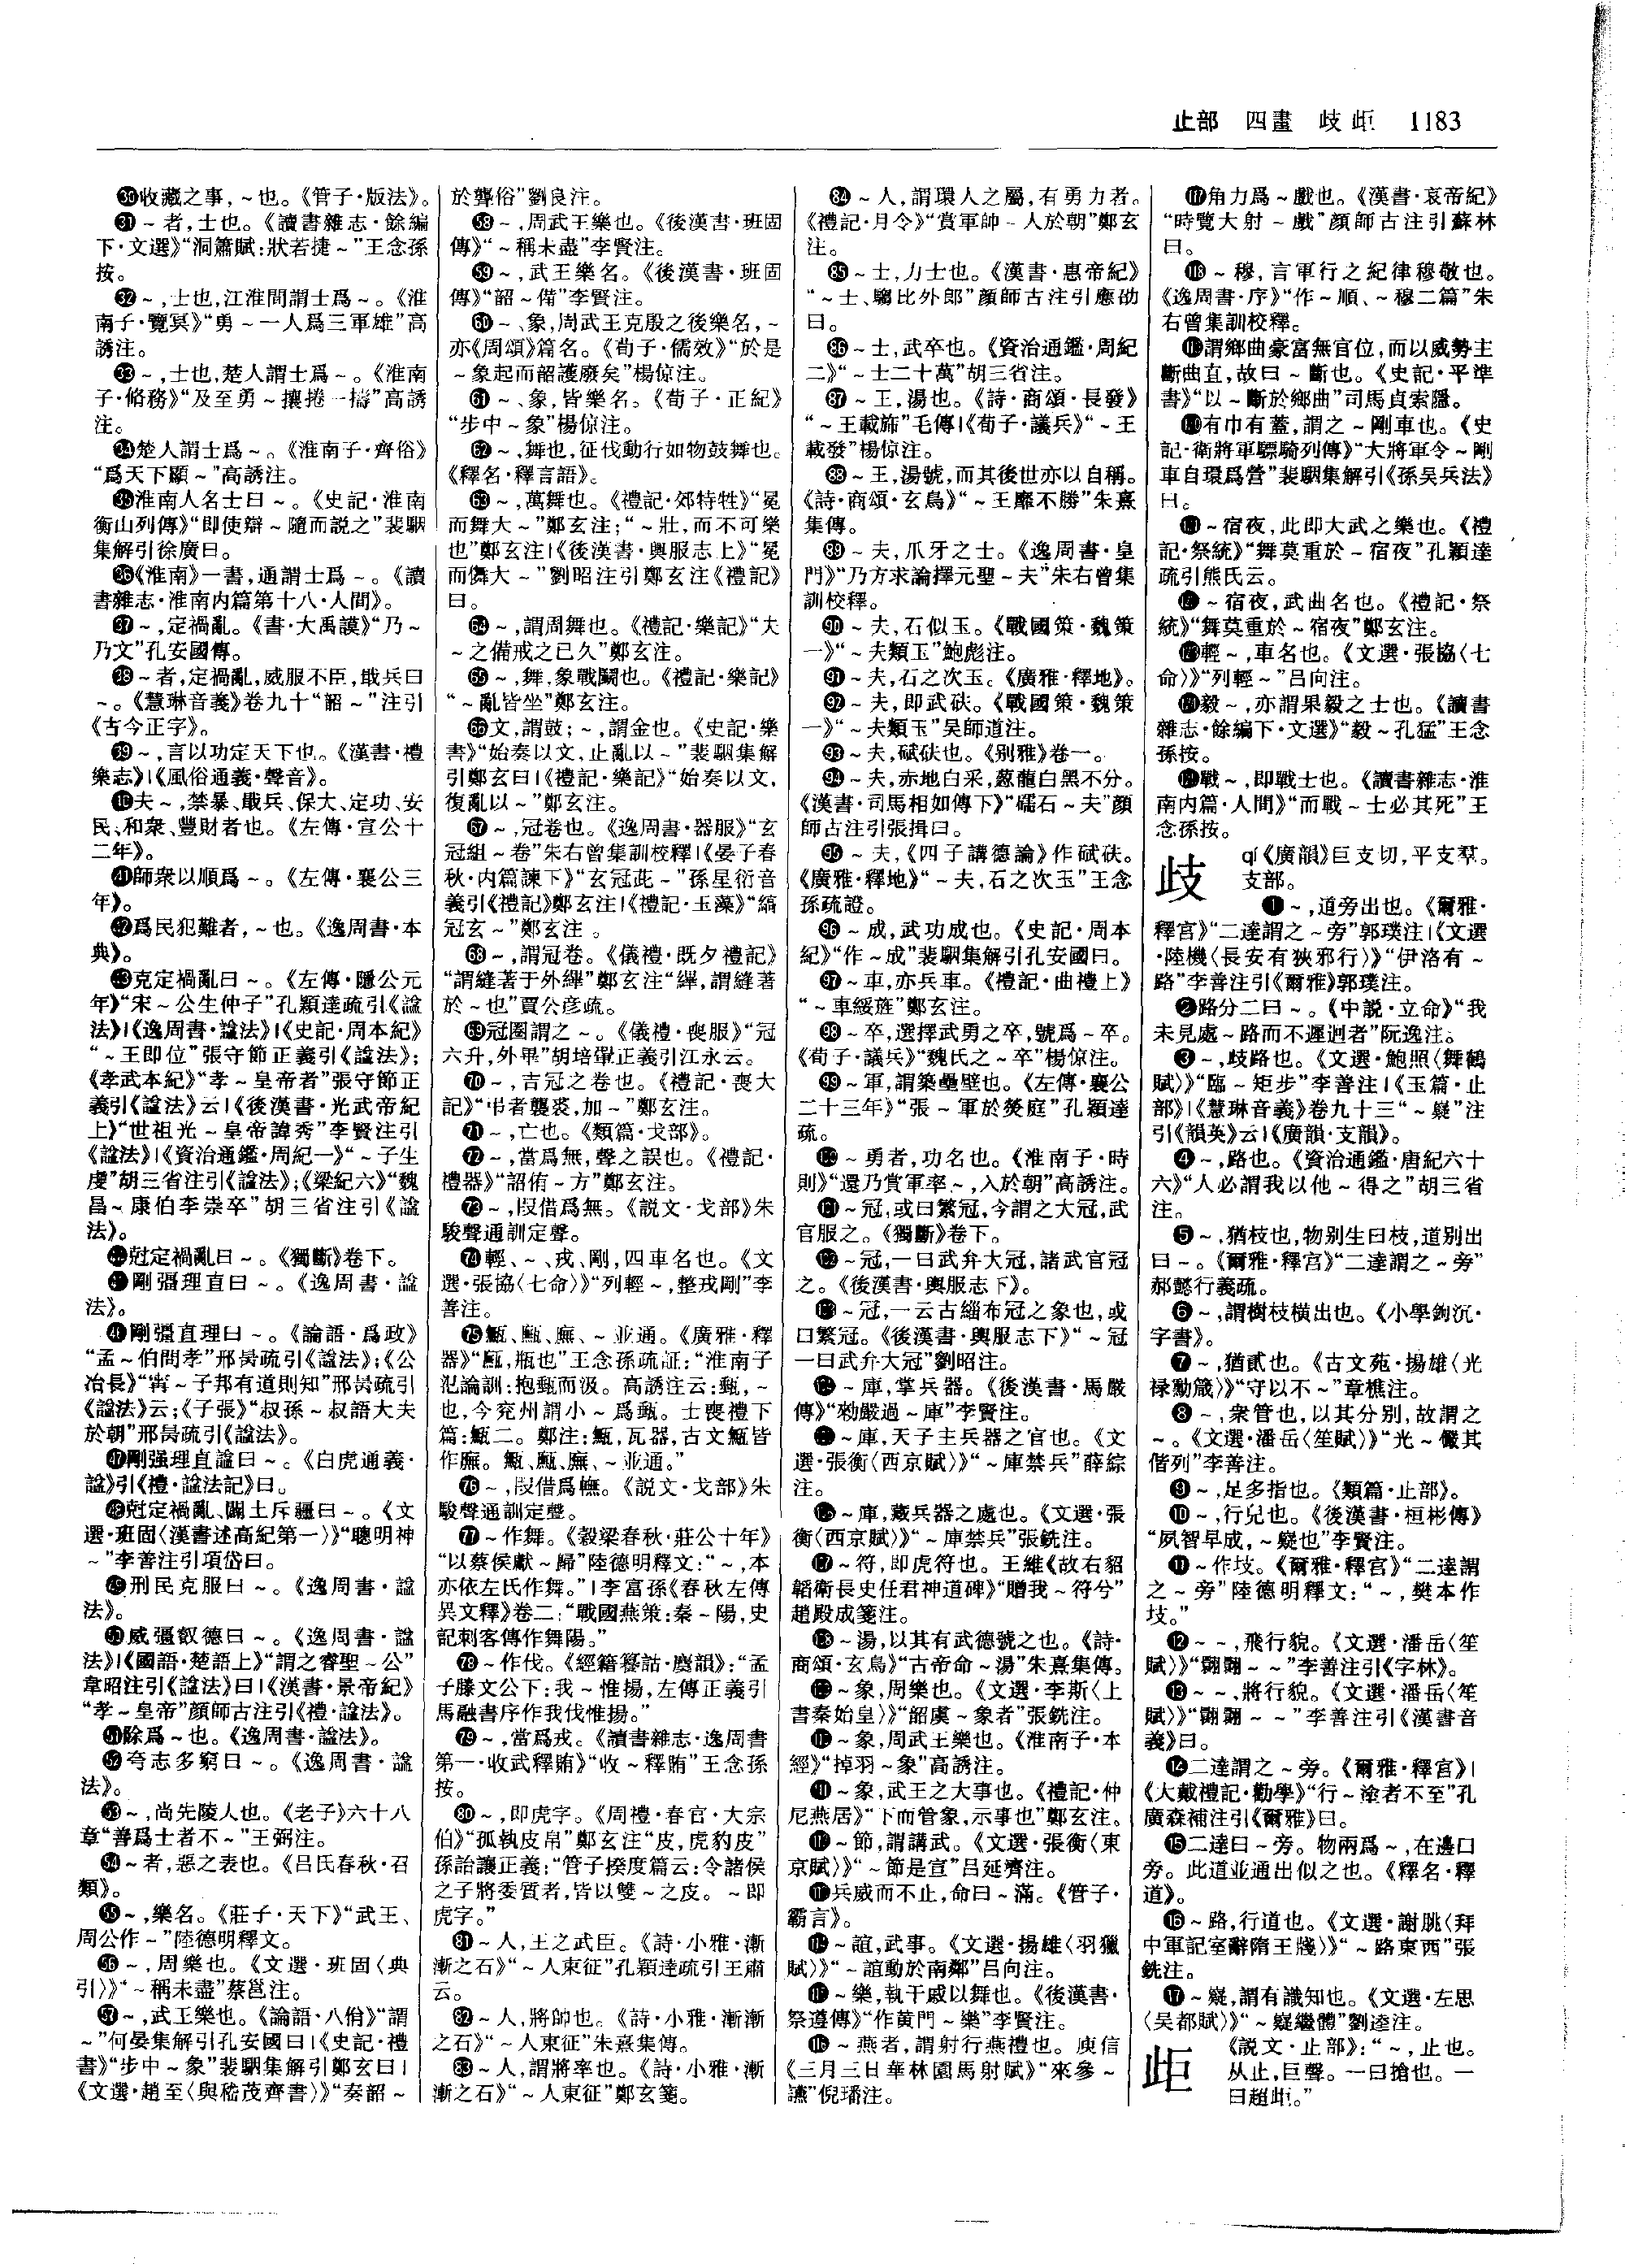 止部　四畫　歧 歫　1183
㉚收藏之事,～也。《管子·版法》。
㉛～者,士也。《讀書雜志·餘編
下·文選》“洞簫賦:狀若捷～”王念孫
按。
㉜～,士也,江淮間謂士爲～。《淮
南子·覽冥》“勇～一人爲三軍雄”高
誘注。
㉝～,士也,楚人謂士爲～。《淮南
子·脩務》“及至勇～攘捲一擣”高誘
注。
㉞楚人謂士爲～。《淮南子·齊俗》
“爲天下顯～”高誘注。
㉟淮南人名士曰～。《史記·淮南
衡山列傳》“即使辯～隨而説之”裴駰
集解引徐廣曰。
㊱《淮南》一書,通謂士爲～。《讀
書雜志·淮南内篇第十八·人間》。
㊲～,定禍亂。《書·大禹謨》“乃～
乃文”孔安國傳。
㊳～者,定禍亂,威服不臣,戢兵曰
～。《慧琳音義》卷九十“韶～”注引
《古今正字》。
㊴～,言以功定天下也。《漢書·禮
樂志》|《風俗通義·聲音》。
㊵夫～,禁暴、戢兵、保大、定功、安
民、和衆、豐財者也。《左傳·宣公十
二年》。
㊶師衆以順爲～。《左傳·襄公三
年》。
㊷爲民犯難者,～也。《逸周書·本
典》。
㊸克定禍亂曰～。《左傳·隱公元
年》“宋～公生仲子”孔穎達疏引《謚
法》|《逸周書·謚法》|《史記·周本紀》
“～王即位”張守節正義引《謚法》;
《孝武本紀》“孝～皇帝者”張守節正
義引《謚法》云|《後漢書·光武帝紀
上》“世祖光～皇帝諱秀”李賢注引
《謚法》|《資治通鑑·周紀一》“～子生
虔”胡三省注引《謚法》;《梁紀六》“魏
昌～康伯李崇卒”胡三省注引《謚
法》。
㊹尅定禍亂曰～。《獨斷》卷下。
㊺剛彊理直曰～。《逸周書·謚
法》。
㊻剛彊直理曰～。《論語·爲政》
“孟～伯問孝”邢昺疏引《謚法》;《公
冶長》“甯～子邦有道則知”邢昺疏引
《謚法》云;《子張》“叔孫～叔語大夫
於朝”邢昺疏引《謚法》。
㊼剛强理直謚曰～。《白虎通義·
謚》引《禮·謚法記》曰。
㊽尅定禍亂、闢土斥疆曰～。《文
選·班固〈漢書述高紀第一〉》“聰明神
～”李善注引項岱曰。
㊾刑民克服曰～。《逸周書·謚
法》。
㊿威彊叡德曰～。《逸周書·謚
法》|《國語·楚語上》“謂之睿聖～公”
韋昭注引《謚法》曰|《漢書·景帝紀》
“孝～皇帝”顔師古注引《禮·謚法》。
51除爲～也。《逸周書·謚法》。
52夸志多窮曰～。《逸周書·謚
法》。
53～,尚先陵人也。《老子》六十八
章“善爲士者不～”王弼注。
54～者,惡之表也。《吕氏春秋·召
類》。
55～,樂名。《莊子·天下》“武王、
周公作～”陸德明釋文。
56～,周樂也。《文選·班固〈典
引〉》“～稱未盡”蔡邕注。
57～,武王樂也。《論語·八佾》“謂
～”何晏集解引孔安國曰|《史記·禮
書》“步中～象”裴駰集解引鄭玄曰|
《文選·趙至〈與嵇茂齊書〉》“奏韶～
於聾俗”劉良注。
58～,周武王樂也。《後漢書·班固
傳》“～稱未盡”李賢注。
59～,武王樂名。《後漢書·班固
傳》“韶～備”李賢注。
60～、象,周武王克殷之後樂名,～
亦《周頌》篇名。《荀子·儒效》“於是
～象起而韶護廢矣”楊倞注。
61～、象,皆樂名。《荀子·正紀》
“步中～象”楊倞注。
62～,舞也,征伐動行如物鼓舞也。
《釋名·釋言語》。
63～,萬舞也。《禮記·郊特牲》“冕
而舞大～”鄭玄注;“～壯,而不可樂
也”鄭玄注|《後漢書·輿服志上》“冕
而儛大～”劉昭注引鄭玄注《禮記》
曰。
64～,謂周舞也。《禮記·樂記》“夫
～之備戒之已久”鄭玄注。
65～,舞,象戰鬭也。《禮記·樂記》
“～亂皆坐”鄭玄注。
66文,謂鼓;～,謂金也。《史記·樂
書》“始奏以文,止亂以～”裴駰集解
引鄭玄曰|《禮記·樂記》“始奏以文,
復亂以～”鄭玄注。
67～,冠卷也。《逸周書·器服》“玄
冠組～卷”朱右曾集訓校釋|《晏子春
秋·内篇諫下》“玄冠茈～”孫星衍音
義引《禮記》鄭玄注|《禮記·玉藻》“縞
冠玄～”鄭玄注。
68～,謂冠卷。《儀禮·既夕禮記》
“謂縫著于外縪”鄭玄注“縪,謂縫著
於～也”賈公彦疏。
69冠圈謂之～。《儀禮·喪服》“冠
六升,外畢”胡培翬正義引江永云。
70～,吉冠之卷也。《禮記·喪大
記》“弔者襲裘,加～”鄭玄注。
71～,亡也。《類篇·戈部》。
72～,當爲無,聲之誤也。《禮記·
禮器》“詔侑～方”鄭玄注。
73～,叚借爲無。《説文·戈部》朱
駿聲通訓定聲。
74輕、～、戎、剛,四車名也。《文
選·張協〈七命〉》“列輕～,整戎剛”李
善注。
75甒、㼴、廡、～並通。《廣雅·釋
器》“㼴,瓶也”王念孫疏証:“淮南子
氾論訓:抱甀而汲。高誘注云:甀,～
也,今兖州謂小～爲甀。士喪禮下
篇:甒二。鄭注:甒,瓦器,古文甒皆
作廡。甒、㼴、廡、～並通。”
76～,叚借爲幠。《説文·戈部》朱
駿聲通訓定聲。
77～作舞。《穀梁春秋·莊公十年》
“以蔡侯獻～歸”陸德明釋文:“～,本
亦依左氏作舞。”|李富孫《春秋左傳
異文釋》卷二:“戰國燕策:秦～陽,史
記刺客傳作舞陽。”
78～作伐。《經籍籑詁·麌韻》:“孟
子滕文公下:我～惟揚,左傳正義引
馬融書序作我伐惟揚。”
79～,當爲戎。《讀書雜志·逸周書
第一·收武釋賄》“收～釋賄”王念孫
按。
80～,即虎字。《周禮·春官·大宗
伯》“孤執皮帛”鄭玄注“皮,虎豹皮”
孫詒讓正義:“管子揆度篇云:令諸侯
之子將委質者,皆以雙～之皮。～即
虎字。”
81～人,王之武臣。《詩·小雅·漸
漸之石》“～人東征”孔穎達疏引王肅
云。
82～人,將帥也。《詩·小雅·漸漸
之石》“～人東征”朱熹集傳。
83～人,謂將率也。《詩·小雅·漸
漸之石》“～人東征”鄭玄箋。
84～人,謂環人之屬,有勇力者。
《禮記·月令》“賞軍帥～人於朝”鄭玄
注。
85～士,力士也。《漢書·惠帝紀》
“～士、騶比外郎”顔師古注引應劭
曰。
86～士,武卒也。《資治通鑑·周紀
二》“～士二十萬”胡三省注。
87～王,湯也。《詩·商頌·長發》
“～王載斾”毛傳|《荀子·議兵》“～王
載發”楊倞注。
88～王,湯號,而其後世亦以自稱。
《詩·商頌·玄鳥》“～王靡不勝”朱熹
集傳。
89～夫,爪牙之士。《逸周書·皇
門》“乃方求論擇元聖～夫”朱右曾集
訓校釋。
90～夫,石似玉。《戰國策·魏策
一》“～夫類玉”鮑彪注。
91～夫,石之次玉。《廣雅·釋地》。
92～夫,即武砆。《戰國策·魏策
一》“～夫類玉”吴師道注。
93～夫,碔砆也。《别雅》卷一。
94～夫,赤地白采,葱蘢白黑不分。
《漢書·司馬相如傳下》“礝石～夫”顔
師古注引張揖曰。
95～夫,《四子講德論》作碔砆。
《廣雅·釋地》“～夫,石之次玉”王念
孫疏證。
96～成,武功成也。《史記·周本
紀》“作～成”裴駰集解引孔安國曰。
97～車,亦兵車。《禮記·曲禮上》
“～車綏旌”鄭玄注。
98～卒,選擇武勇之卒,號爲～卒。
《荀子·議兵》“魏氏之～卒”楊倞注。
99～軍,謂築壘壁也。《左傳·襄公
二十三年》“張～軍於熒庭”孔穎達
疏。
100～勇者,功名也。《淮南子·時
則》“還乃賞軍率～,入於朝”高誘注。
101～冠,或曰繁冠,今謂之大冠,武
官服之。《獨斷》卷下。
102～冠,一曰武弁大冠,諸武官冠
之。《後漢書·輿服志下》。
103～冠,一云古緇布冠之象也,或
曰繁冠。《後漢書·輿服志下》“～冠
一曰武弁大冠”劉昭注。
104～庫,掌兵器。《後漢書·馬嚴
傳》“勑嚴過～庫”李賢注。
105～庫,天子主兵器之官也。《文
選·張衡〈西京賦〉》“～庫禁兵”薛綜
注。
106～庫,藏兵器之處也。《文選·張
衡〈西京賦〉》“～庫禁兵”張銑注。
107～符,即虎符也。王維《故右豹
韜衛長史任君神道碑》“贈我～符兮”
趙殿成箋注。
108～湯,以其有武德號之也。《詩·
商頌·玄鳥》“古帝命～湯”朱熹集傳。
109～象,周樂也。《文選·李斯〈上
書秦始皇〉》“韶虞～象者”張銑注。
110～象,周武王樂也。《淮南子·本
經》“掉羽～象”高誘注。
111～象,武王之大事也。《禮記·仲
尼燕居》“下而管象,示事也”鄭玄注。
112～節,謂講武。《文選·張衡〈東
京賦〉》“～節是宣”吕延濟注。
113兵威而不止,命曰～滿。《管子·
霸言》。
114～誼,武事。《文選·揚雄〈羽獵
賦〉》“～誼動於南鄰”吕向注。
115～樂,執干戚以舞也。《後漢書·
祭遵傳》“作黄門～樂”李賢注。
116～燕者,謂射行燕禮也。庾信
《三月三日華林園馬射賦》“來參～
讌”倪璠注。
117角力爲～戲也。《漢書·哀帝紀》
“時覽大射～戲”顔師古注引蘇林
曰。
118～穆,言軍行之紀律穆敬也。
《逸周書·序》“作～順、～穆二篇”朱
右曾集訓校釋。
119謂鄉曲豪富無官位,而以威勢主
斷曲直,故曰～斷也。《史記·平準
書》“以～斷於鄉曲”司馬貞索隱。
120有巾有蓋,謂之～剛車也。《史
記·衛將軍驃騎列傳》“大將軍令～剛
車自環爲營”裴駰集解引《孫吴兵法》
曰。
121～宿夜,此即大武之樂也。《禮
記·祭統》“舞莫重於～宿夜”孔穎達
疏引熊氏云。
122～宿夜,武曲名也。《禮記·祭
統》“舞莫重於～宿夜”鄭玄注。
123輕～,車名也。《文選·張協〈七
命〉》“列輕～”吕向注。
124毅～,亦謂果毅之士也。《讀書
雜志·餘編下·文選》“毅～孔猛”王念
孫按。
125戰～,即戰士也。《讀書雜志·淮
南内篇·人間》“而戰～士必其死”王
念孫按。
歧 qí《廣韻》巨支切,平支羣。
支部。
❶～,道旁出也。《爾雅·
釋宫》“二達謂之～旁”郭璞注|《文選
·陸機〈長安有狹邪行〉》“伊洛有～
路”李善注引《爾雅》郭璞注。
❷路分二曰～。《中説·立命》“我
未見處～路而不遲迴者”阮逸注。
❸～,歧路也。《文選·鮑照〈舞鶴
賦〉》“臨～矩步”李善注|《玉篇·止
部》|《慧琳音義》卷九十三“～嶷”注
引《韻英》云|《廣韻·支韻》。
❹～,路也。《資治通鑑·唐紀六十
六》“人必謂我以他～得之”胡三省
注。
❺～,猶枝也,物别生曰枝,道别出
曰～。《爾雅·釋宫》“二達謂之～旁”
郝懿行義疏。
❻～,謂樹枝横出也。《小學鉤沉·
字書》。
❼～,猶貳也。《古文苑·揚雄〈光
禄勳箴〉》“守以不～”章樵注。
❽～,衆管也,以其分别,故謂之
～。《文選·潘岳〈笙賦〉》“光～儼其
偕列”李善注。
❾～,足多指也。《類篇·止部》。
❿～,行皃也。《後漢書·桓彬傳》
“夙智早成,～嶷也”李賢注。
⓫～作㞿。《爾雅·釋宫》“二達謂
之～旁”陸德明釋文:“～,樊本作
㞿。”
⓬～～,飛行貌。《文選·潘岳〈笙
賦〉》“翾翾～～”李善注引《字林》。
⓭～～,將行貌。《文選·潘岳〈笙
賦〉》“翾翾～～”李善注引《漢書音
義》曰。
⓮二達謂之～旁。《爾雅·釋宫》|
《大戴禮記·勸學》“行～塗者不至”孔
廣森補注引《爾雅》曰。
⓯二達曰～旁。物兩爲～,在邊曰
旁。此道並通出似之也。《釋名·釋
道》。
⓰～路,行道也。《文選·謝朓〈拜
中軍記室辭隋王牋〉》“～路東西”張
銑注。
⓱～嶷,謂有識知也。《文選·左思
〈吴都賦〉》“～嶷繼體”劉逵注。
歫 《説文·止部》:“～,止也。
从止,巨聲。一曰搶也。一
曰超歫。”